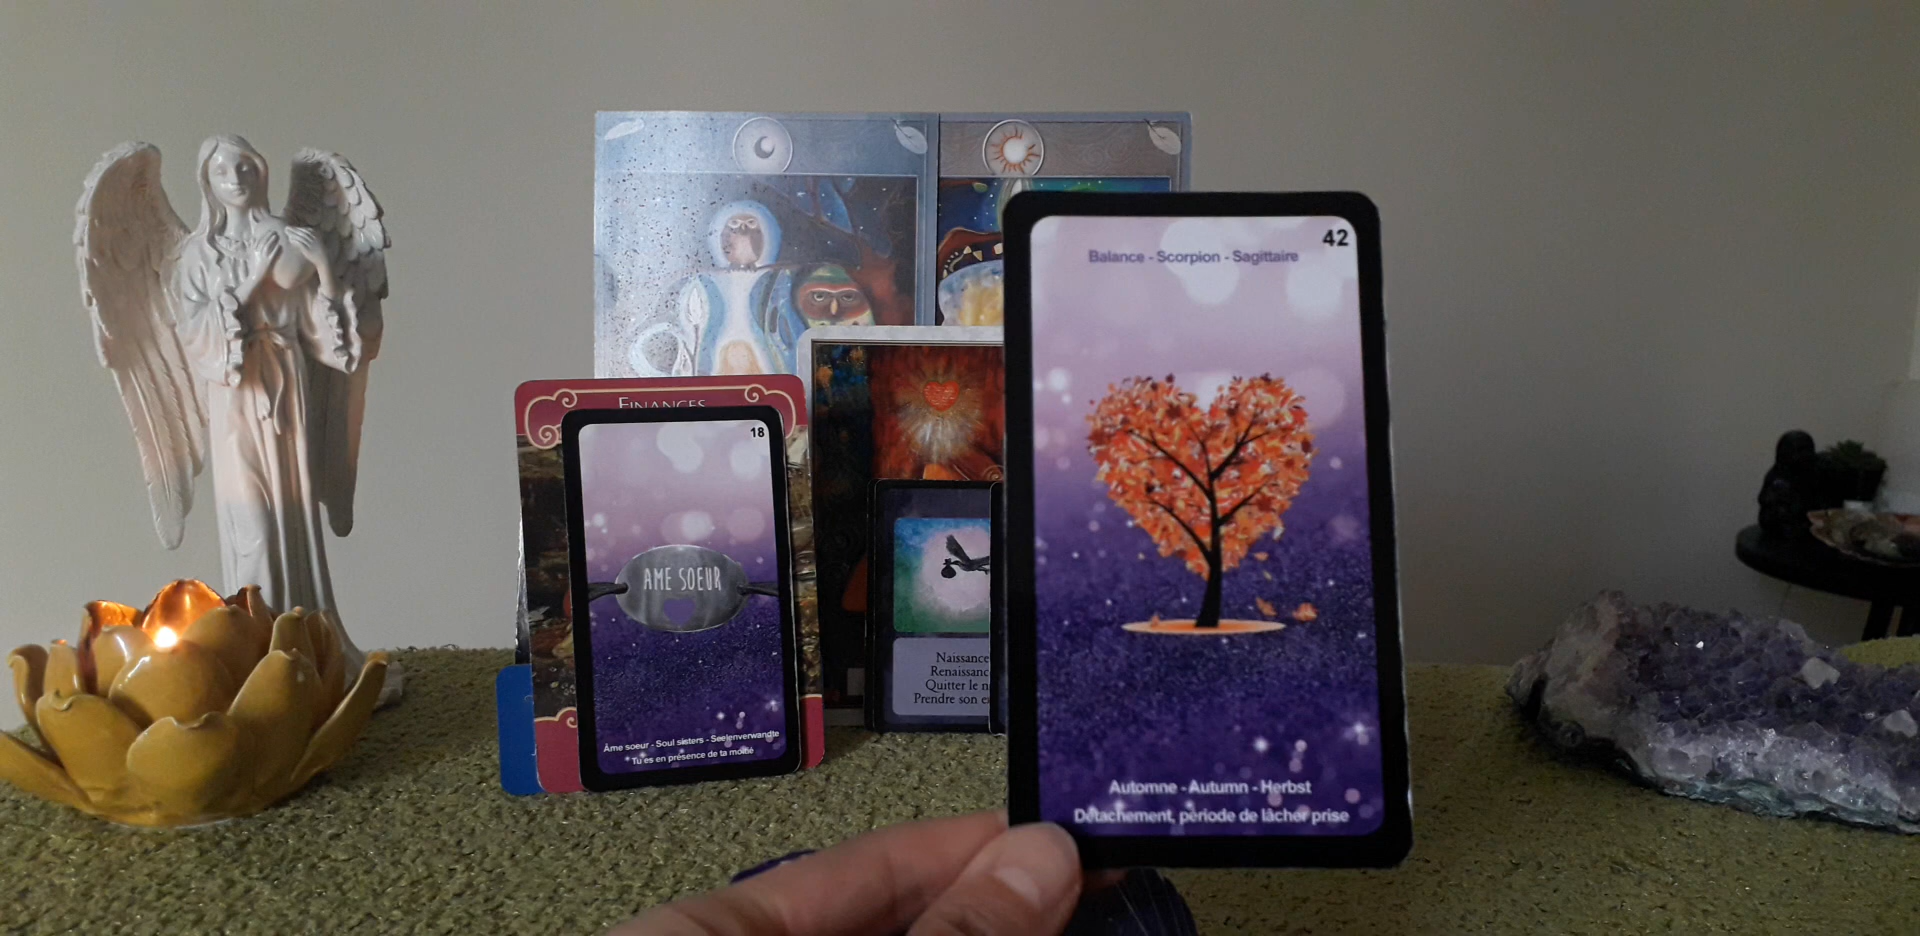 FINANCES
18
AME SOEUR
Âme soeur - Soul sisters - Seelenverwandte
Tu es en présence de ta moitié
Naissance
Renaissance
Quitter le
Prendre son
42
Balance - Scorpion - Sagittaire
Automne - Autumn - Herbst
Détachement, période de lâcher prise